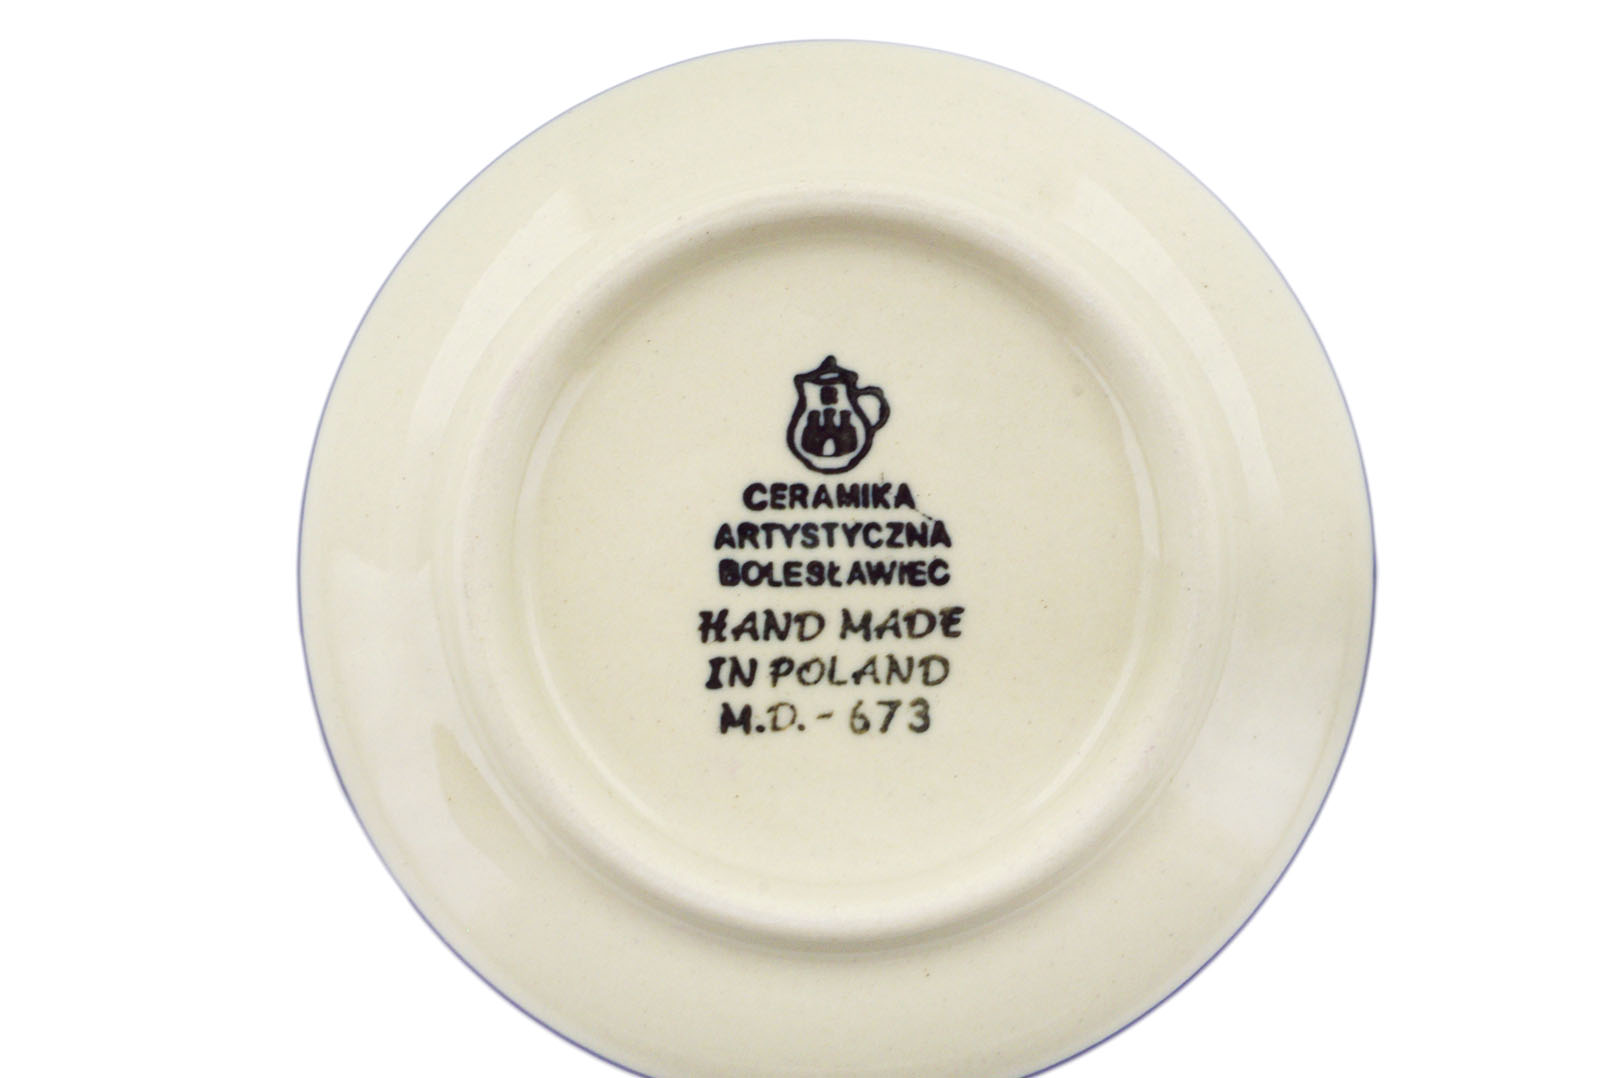 CERAMIKA
ARTYSTYCZNA
BOLESŁAWIEC
HAND MADE
IN POLAND
M.D. - 673